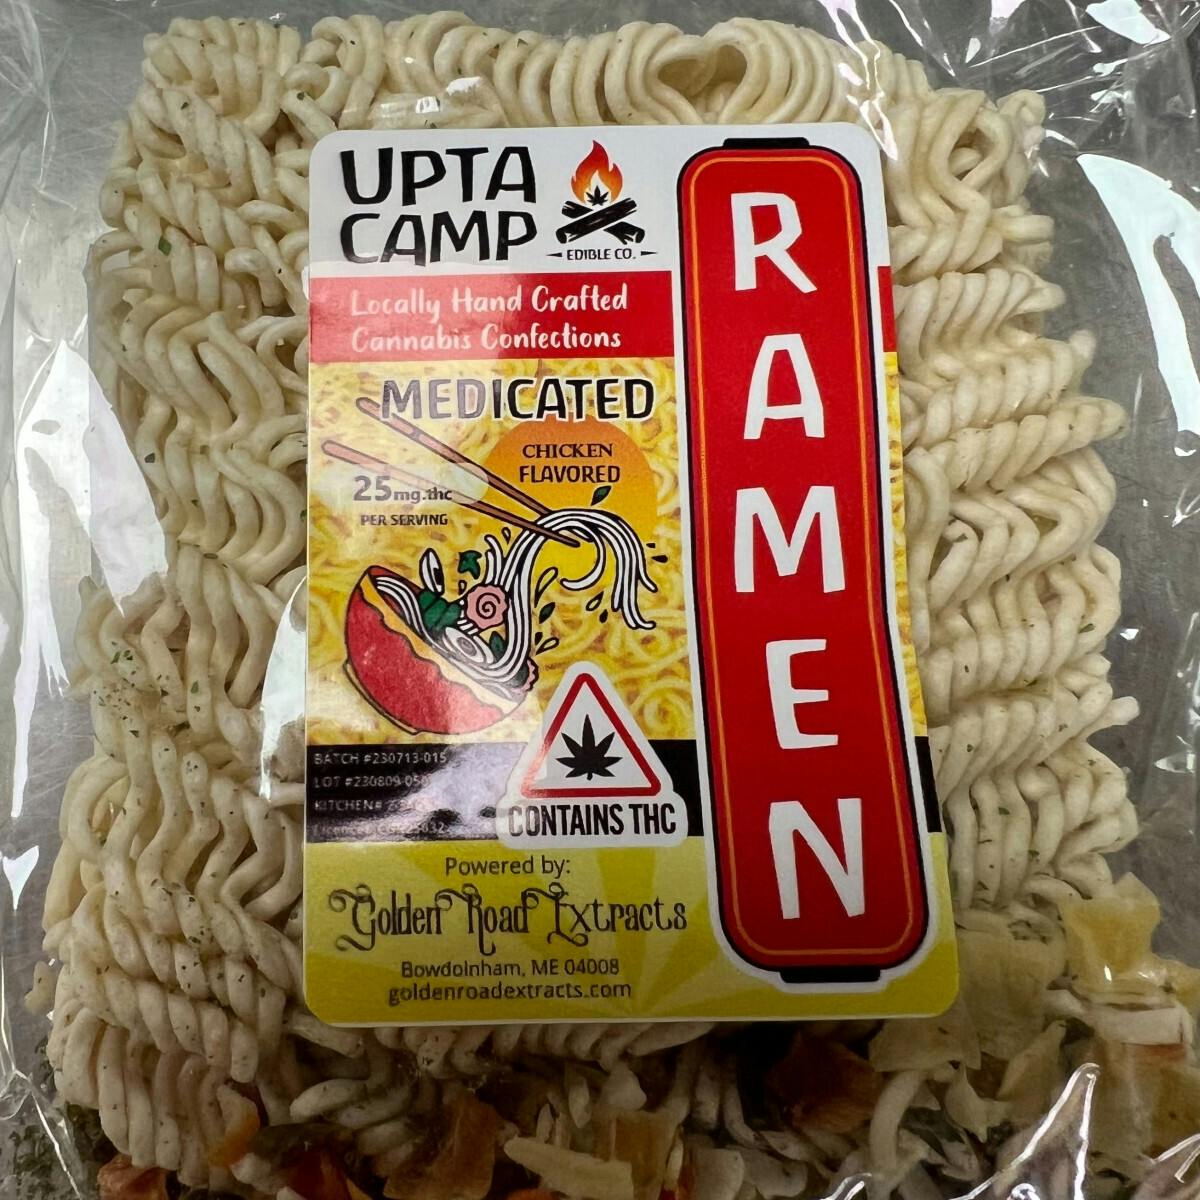 UPTA
CAMP
EDIBLE CO.
Locally Hand Crafted
Cannabis Confections
MEDICATED
CHICKEN
FLAVORED
25mg.thc
PER SERVING
BATCH #230713-015
LOT #230809-050
KITCHEN#
CONTAINS THC
Powered by:
Golden Road Extracts
Bowdoinham, ME 04008
goldenroadextracts.com
RAMEN